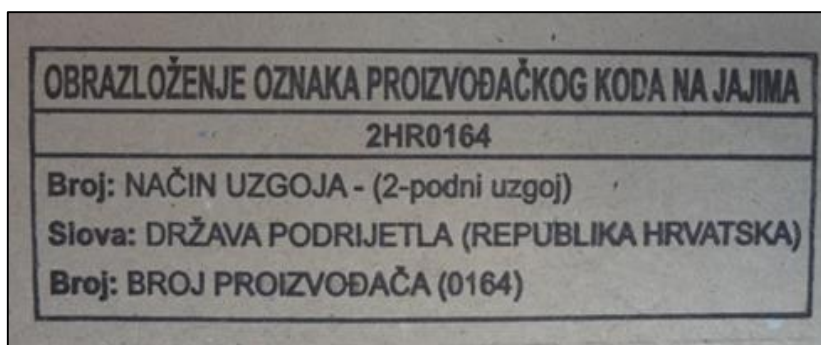 OBRAZLOŽENJE OZNAKA PROIZVOĐAČKOG KODA NA JAJIMA
2HR0164
Broj: NAČIN UZGOJA - (2-podni uzgoj)
Slova: DRŽAVA PODRIJETLA (REPUBLIKA HRVATSKA)
Broj: BROJ PROIZVOĐAČA (0164)